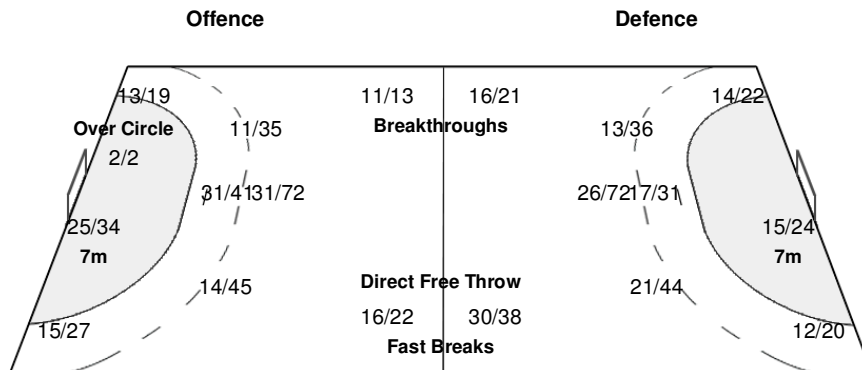 Offence Defence
13/19 11/13 16/21 14/22
Over Circle 11/35 Breakthroughs 13/36
2/2
31/41 31/72 26/72 17/31
25/34 15/24
7m 7m
14/45 Direct Free Throw 21/44
15/27 16/22 30/38 12/20
Fast Breaks